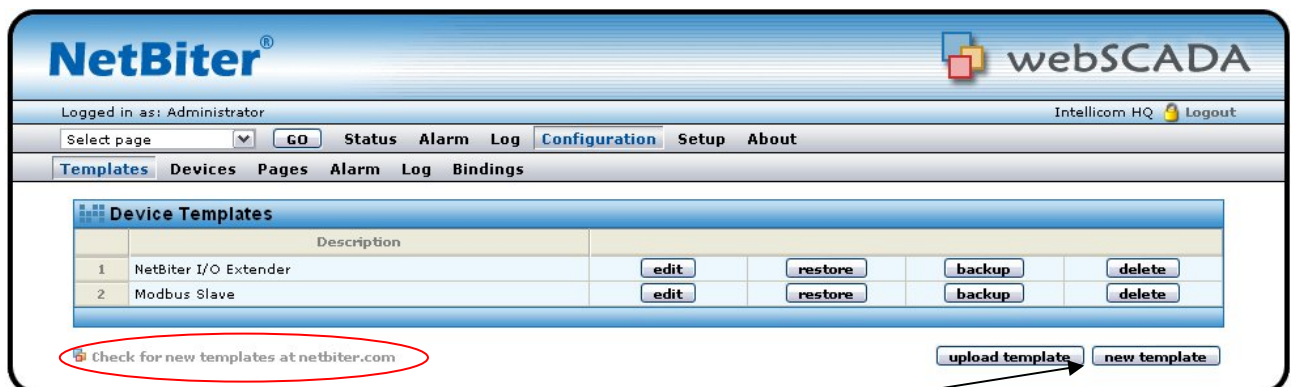 NetBiter® webSCADA
Logged in as: Administrator Intellicom HQ Logout
Select page GO Status Alarm Log Configuration Setup About
Templates Devices Pages Alarm Log Bindings
Device Templates
Description
1 NetBiter I/O Extender edit restore backup delete
2 Modbus Slave edit restore backup delete
Check for new templates at netbiter.com upload template new template